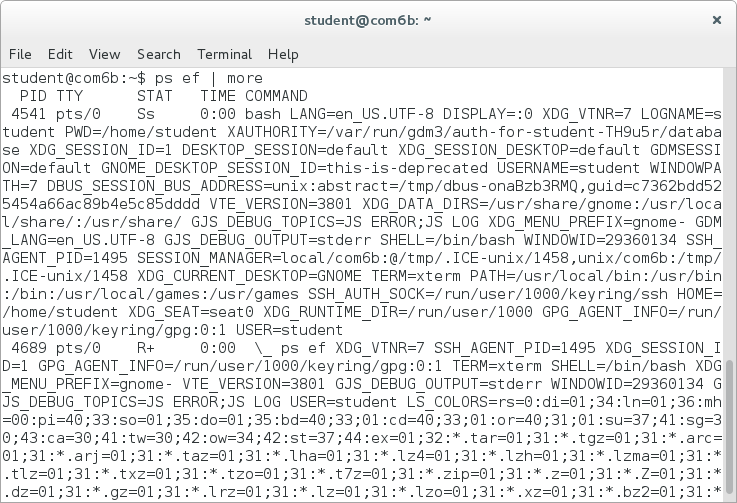 student@com6b: ~
File Edit View Search Terminal Help
student@com6b:~$ ps ef | more
  PID TTY      STAT   TIME COMMAND
 4541 pts/0    Ss     0:00 bash LANG=en_US.UTF-8 DISPLAY=:0 XDG_VTNR=7 LOGNAME=s
tudent PWD=/home/student XAUTHORITY=/var/run/gdm3/auth-for-student-TH9u5r/databa
se XDG_SESSION_ID=1 DESKTOP_SESSION=default XDG_SESSION_DESKTOP=default GDMSESSI
ON=default GNOME_DESKTOP_SESSION_ID=this-is-deprecated USERNAME=student WINDOWPA
TH=7 DBUS_SESSION_BUS_ADDRESS=unix:abstract=/tmp/dbus-onaBzb3RMQ,guid=c7362bdd52
5454a66ac89b4e5c85dddd VTE_VERSION=3801 XDG_DATA_DIRS=/usr/share/gnome:/usr/loca
l/share/:/usr/share/ GJS_DEBUG_TOPICS=JS ERROR;JS LOG XDG_MENU_PREFIX=gnome- GDM
_LANG=en_US.UTF-8 GJS_DEBUG_OUTPUT=stderr SHELL=/bin/bash WINDOWID=29360134 SSH_
AGENT_PID=1495 SESSION_MANAGER=local/com6b:@/tmp/.ICE-unix/1458,unix/com6b:/tmp/
.ICE-unix/1458 XDG_CURRENT_DESKTOP=GNOME TERM=xterm PATH=/usr/local/bin:/usr/bin
:/bin:/usr/local/games:/usr/games SSH_AUTH_SOCK=/run/user/1000/keyring/ssh HOME=
/home/student XDG_SEAT=seat0 XDG_RUNTIME_DIR=/run/user/1000 GPG_AGENT_INFO=/run/
user/1000/keyring/gpg:0:1 USER=student
 4689 pts/0    R+     0:00  \_ ps ef XDG_VTNR=7 SSH_AGENT_PID=1495 XDG_SESSION_I
D=1 GPG_AGENT_INFO=/run/user/1000/keyring/gpg:0:1 TERM=xterm SHELL=/bin/bash XDG
_MENU_PREFIX=gnome- VTE_VERSION=3801 GJS_DEBUG_OUTPUT=stderr WINDOWID=29360134 G
JS_DEBUG_TOPICS=JS ERROR;JS LOG USER=student LS_COLORS=rs=0:di=01;34:ln=01;36:mh
=00:pi=40;33:so=01;35:do=01;35:bd=40;33;01:cd=40;33;01:or=40;31;01:su=37;41:sg=3
0;43:ca=30;41:tw=30;42:ow=34;42:st=37;44:ex=01;32:*.tar=01;31:*.tgz=01;31:*.arc=
01;31:*.arj=01;31:*.taz=01;31:*.lha=01;31:*.lz4=01;31:*.lzh=01;31:*.lzma=01;31:*
.tlz=01;31:*.txz=01;31:*.tzo=01;31:*.t7z=01;31:*.zip=01;31:*.z=01;31:*.Z=01;31:*
.dz=01;31:*.gz=01;31:*.lrz=01;31:*.lz=01;31:*.lzo=01;31:*.xz=01;31:*.bz2=01;31:*